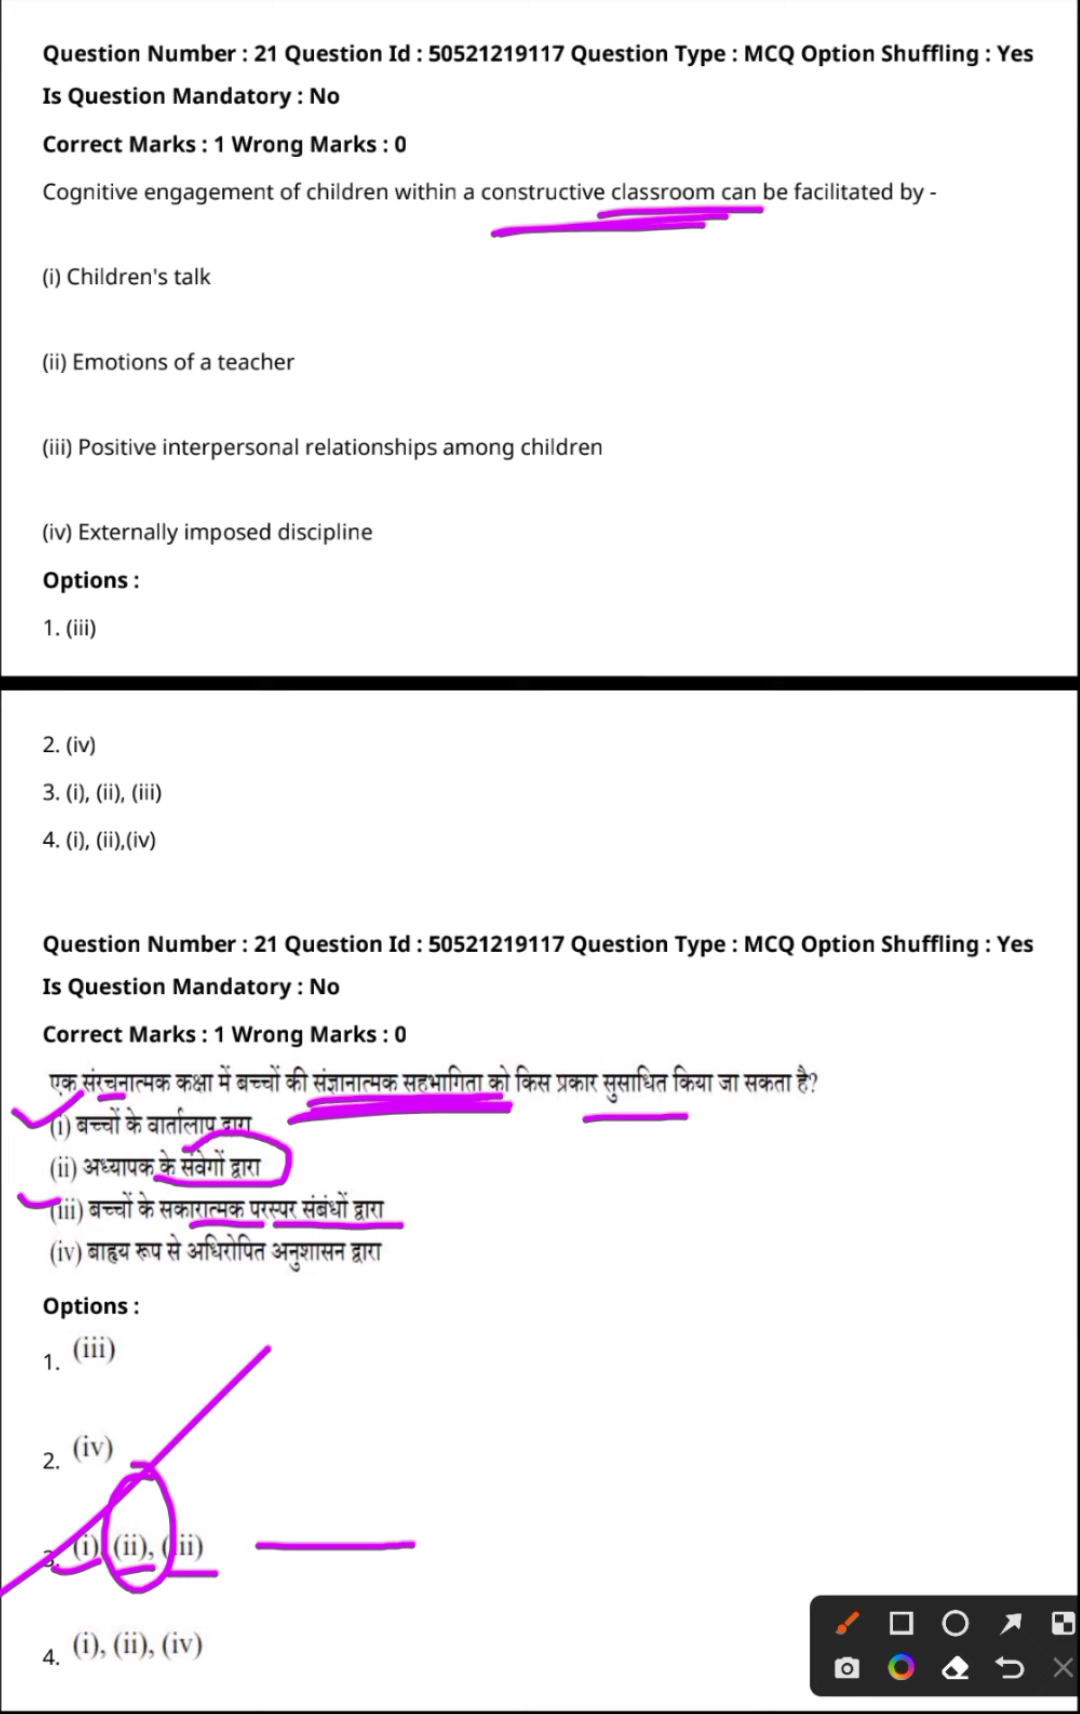 Question Number : 21 Question Id : 50521219117 Question Type : MCQ Option Shuffling : Yes
Is Question Mandatory : No
Correct Marks : 1 Wrong Marks : 0
Cognitive engagement of children within a constructive classroom can be facilitated by -
(i) Children's talk
(ii) Emotions of a teacher
(iii) Positive interpersonal relationships among children
(iv) Externally imposed discipline
Options :
1. (iii)
2. (iv)
3. (i), (ii), (iii)
4. (i), (ii),(iv)
Question Number : 21 Question Id : 50521219117 Question Type : MCQ Option Shuffling : Yes
Is Question Mandatory : No
Correct Marks : 1 Wrong Marks : 0
एक संरचनात्मक कक्षा में बच्चों की संज्ञानात्मक सहभागिता को किस प्रकार सुसाधित किया जा सकता है?
(i) बच्चों के वार्तालाप द्वारा
(ii) अध्यापक के संवेगों द्वारा
(iii) बच्चों के सकारात्मक परस्पर संबंधों द्वारा
(iv) बाहृय रूप से अधिरोपित अनुशासन द्वारा
Options :
1. (iii)
2. (iv)
3. (i), (ii), (iii)
4. (i), (ii), (iv)